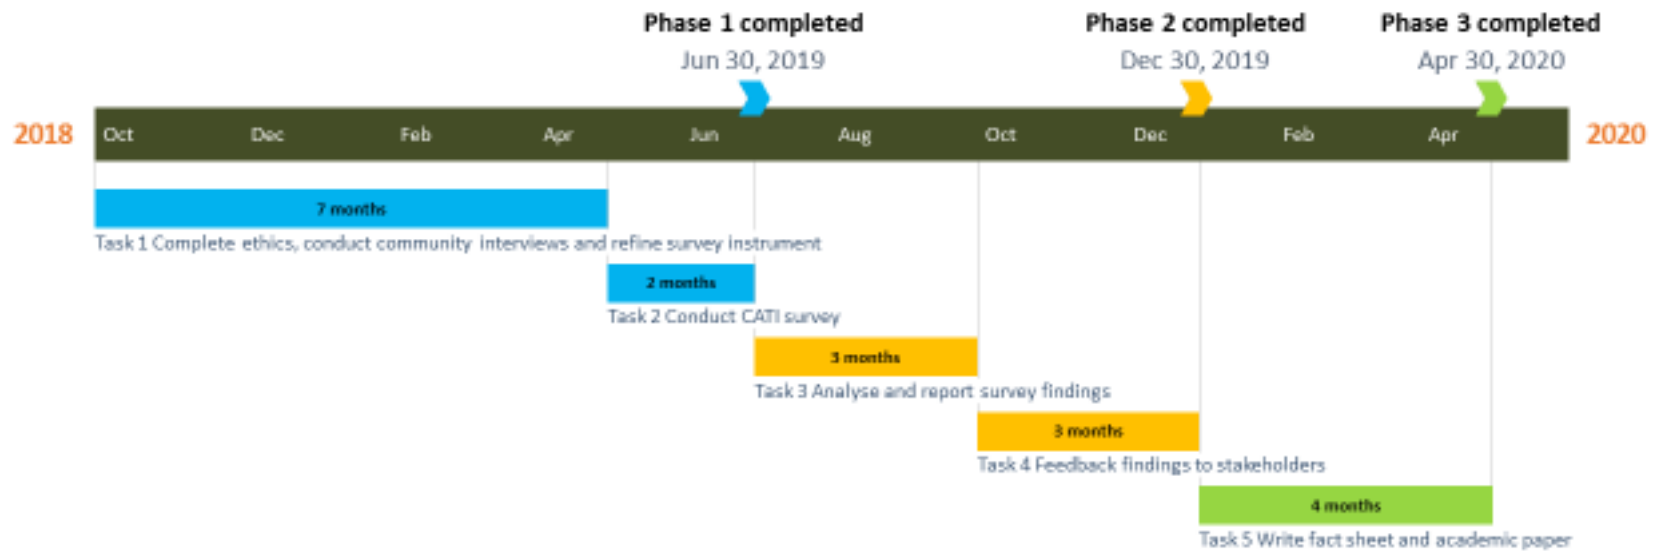 Phase 1 completed
Phase 2 completed
Phase 3 completed
Jun 30, 2019
Dec 30, 2019
Apr 30, 2020
2018
Oct
Dec
Feb
Apr
Jun
Aug
Oct
Dec
Feb
Apr
2020
7 months
Task 1 Complete ethics, conduct community interviews and refine survey instrument
2 months
Task 2 Conduct CATI survey
3 months
Task 3 Analyse and report survey findings
3 months
Task 4 Feedback findings to stakeholders
4 months
Task 5 Write fact sheet and academic paper